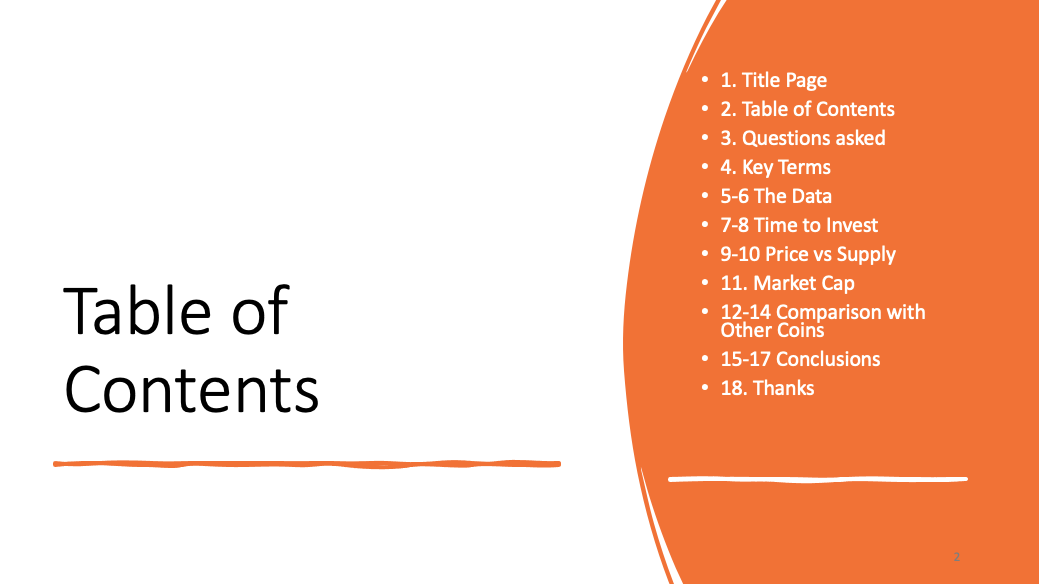 Table of
Contents
• 1. Title Page
• 2. Table of Contents
• 3. Questions asked
• 4. Key Terms
• 5-6 The Data
• 7-8 Time to Invest
• 9-10 Price vs Supply
• 11. Market Cap
• 12-14 Comparison with
Other Coins
• 15-17 Conclusions
• 18. Thanks
2